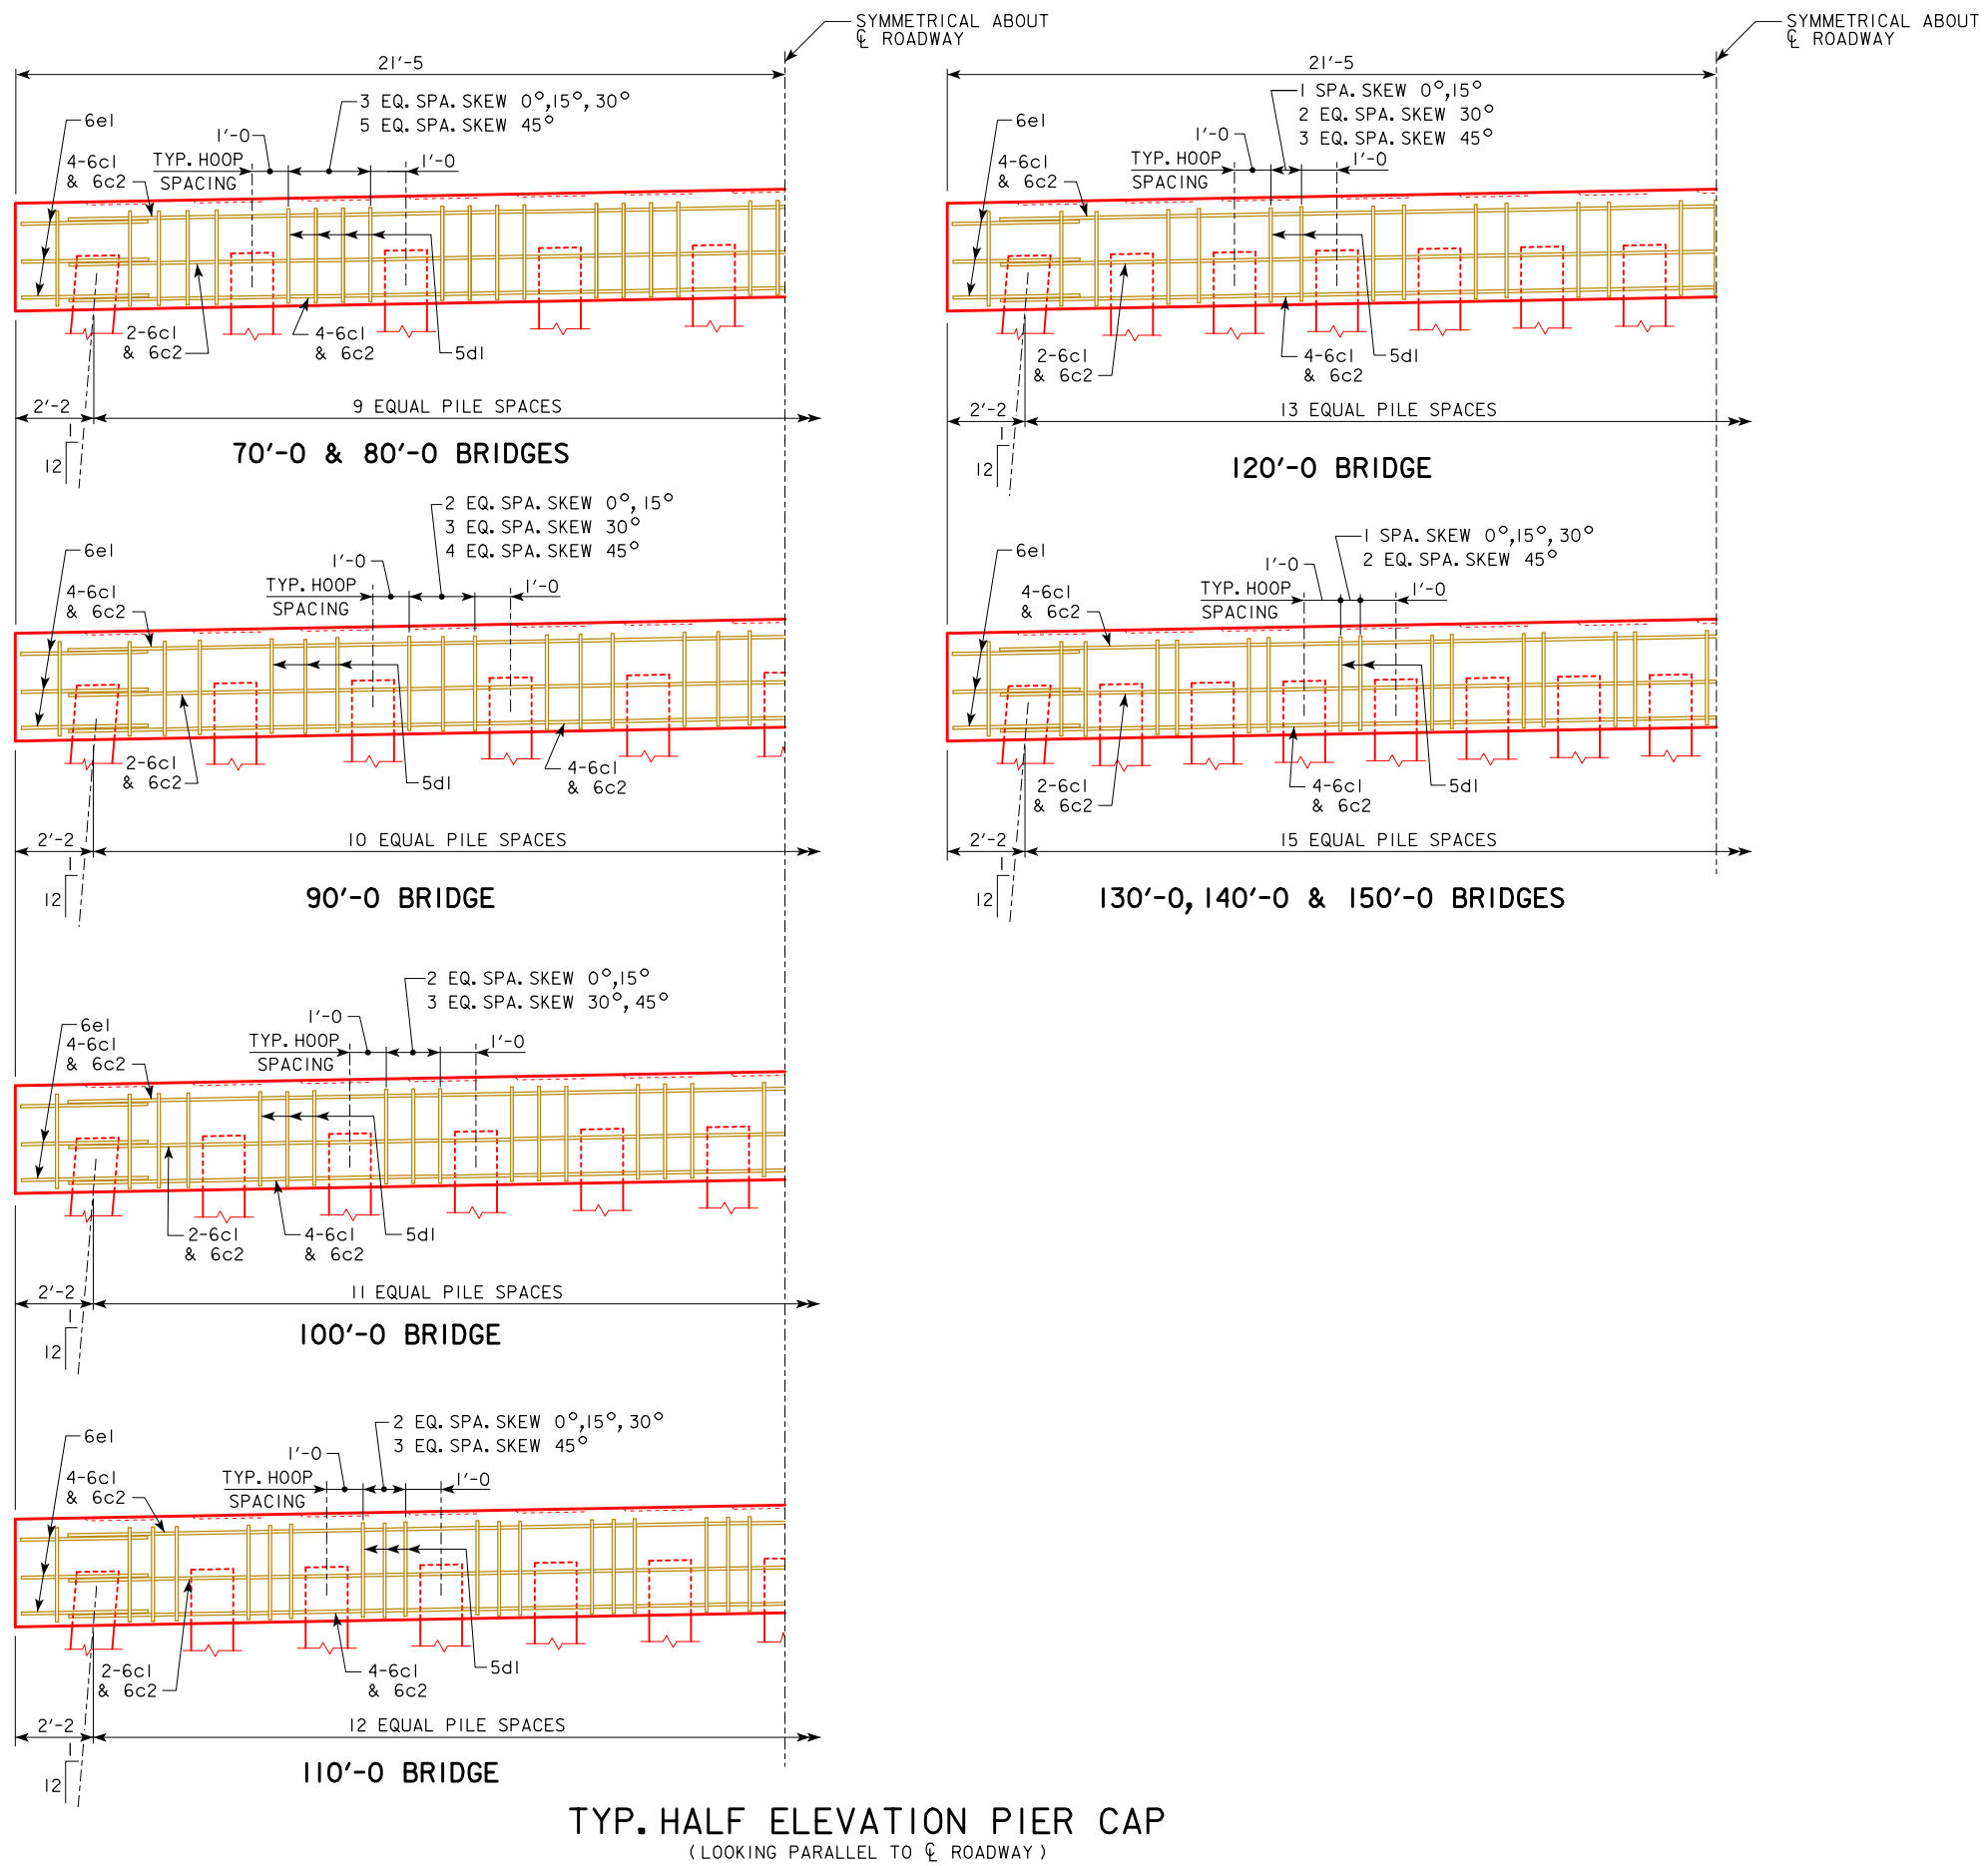 SYMMETRICAL ABOUT
℄ ROADWAY
21'-5
3 EQ. SPA. SKEW 0°,15°, 30°
5 EQ. SPA. SKEW 45°
6e1
1'-0
4-6c1
& 6c2
TYP. HOOP
SPACING
1'-0
2-6c1
& 6c2
4-6c1
& 6c2
5d1
2'-2
9 EQUAL PILE SPACES
1
12
70'-0 & 80'-0 BRIDGES
2 EQ. SPA. SKEW 0°, 15°
3 EQ. SPA. SKEW 30°
4 EQ. SPA. SKEW 45°
6e1
1'-0
4-6c1
& 6c2
TYP. HOOP
SPACING
1'-0
2-6c1
& 6c2
4-6c1
& 6c2
5d1
2'-2
10 EQUAL PILE SPACES
1
12
90'-0 BRIDGE
2 EQ. SPA. SKEW 0°,15°
3 EQ. SPA. SKEW 30°, 45°
6e1
1'-0
4-6c1
& 6c2
TYP. HOOP
SPACING
1'-0
2-6c1
& 6c2
4-6c1
& 6c2
5d1
2'-2
11 EQUAL PILE SPACES
1
12
100'-0 BRIDGE
2 EQ. SPA. SKEW 0°,15°, 30°
3 EQ. SPA. SKEW 45°
6e1
1'-0
4-6c1
& 6c2
TYP. HOOP
SPACING
1'-0
2-6c1
& 6c2
4-6c1
& 6c2
5d1
2'-2
12 EQUAL PILE SPACES
1
12
110'-0 BRIDGE
SYMMETRICAL ABOUT
℄ ROADWAY
21'-5
1 SPA. SKEW 0°,15°
2 EQ. SPA. SKEW 30°
3 EQ. SPA. SKEW 45°
6e1
1'-0
4-6c1
& 6c2
TYP. HOOP
SPACING
1'-0
2-6c1
& 6c2
4-6c1
& 6c2
5d1
2'-2
13 EQUAL PILE SPACES
1
12
120'-0 BRIDGE
1 SPA. SKEW 0°,15°, 30°
2 EQ. SPA. SKEW 45°
6e1
1'-0
4-6c1
& 6c2
TYP. HOOP
SPACING
1'-0
2-6c1
& 6c2
4-6c1
& 6c2
5d1
2'-2
15 EQUAL PILE SPACES
1
12
130'-0, 140'-0 & 150'-0 BRIDGES
TYP. HALF ELEVATION PIER CAP
(LOOKING PARALLEL TO ℄ ROADWAY)